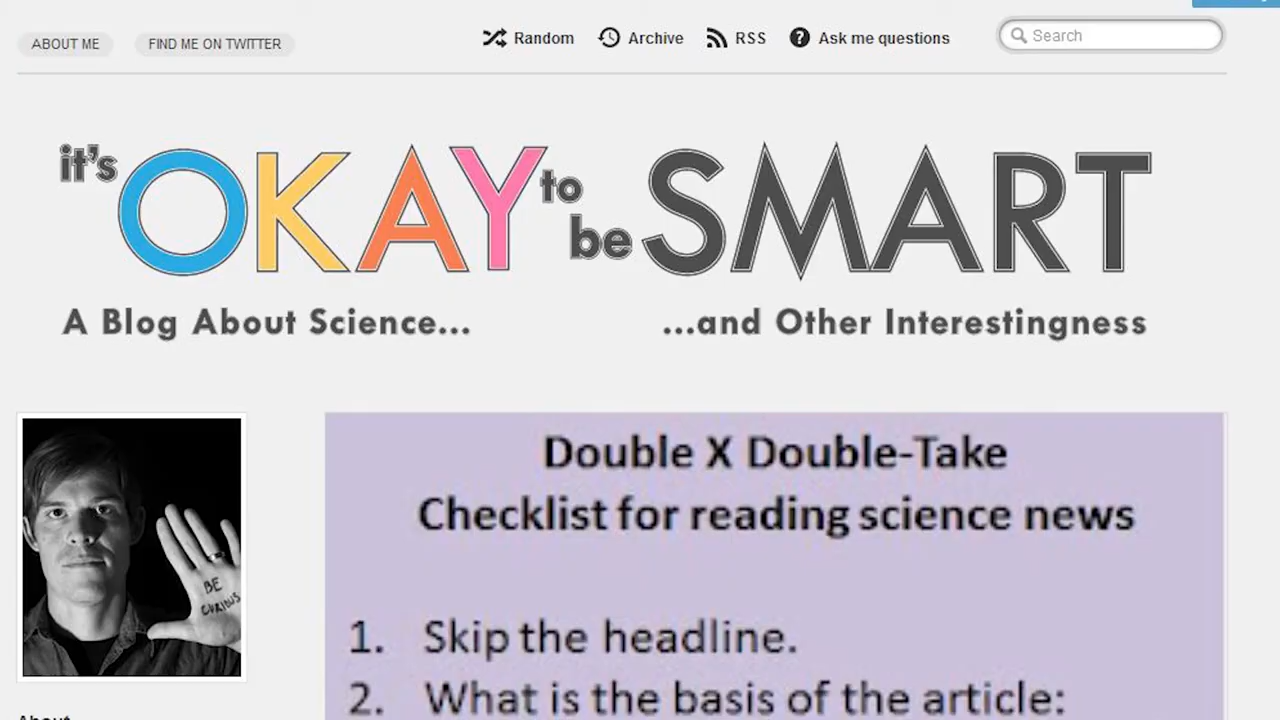 ABOUT ME
FIND ME ON TWITTER
Random
Archive
RSS
Ask me questions
Search
it's OKAY to be SMART
A Blog About Science...
...and Other Interestingness
BE
CURIOUS
Double X Double-Take
Checklist for reading science news
1. Skip the headline.
2. What is the basis of the article: